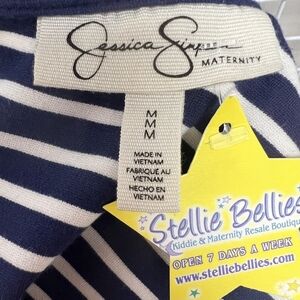 Jessica Simpson
MATERNITY
M
M
M
MADE IN
VIETNAM
FABRIQUÉ AU
VIETNAM
HECHO EN
VIETNAM
Stellie Bellies
Kiddie & Maternity Resale Boutique
OPEN 7 DAYS A WEEK
www.stelliebellies.com